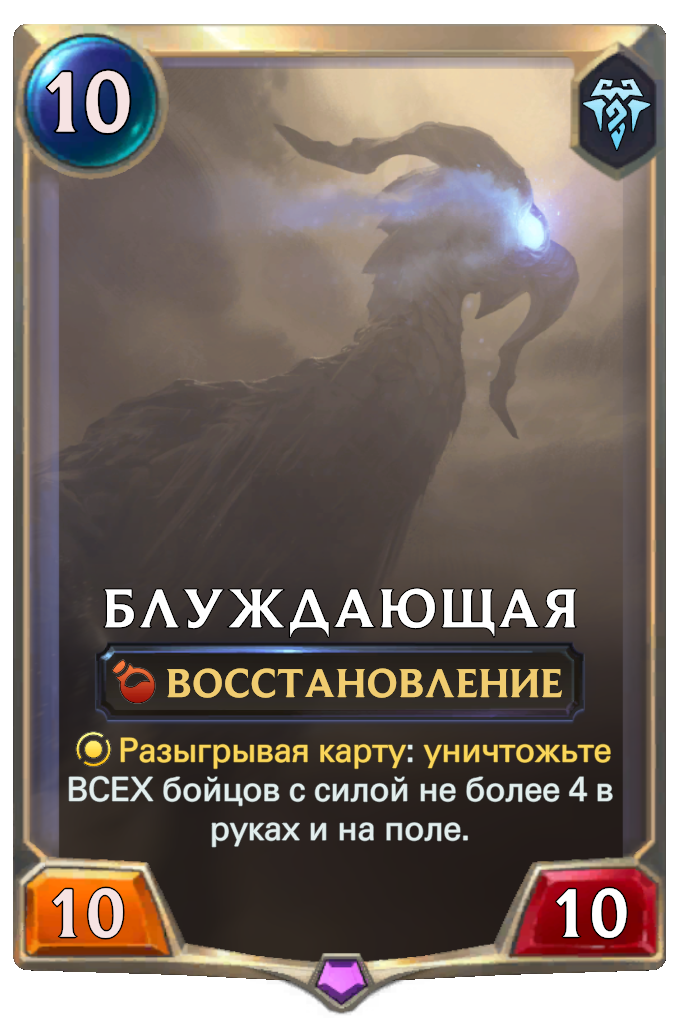 10
БЛУЖДАЮЩАЯ
ВОССТАНОВЛЕНИЕ
Разыгрывая карту: уничтожьте
ВСЕХ бойцов с силой не более 4 в
руках и на поле.
10
10